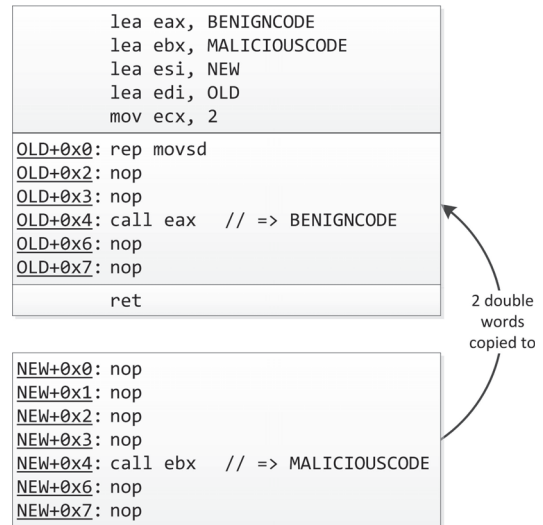 lea eax, BENIGNCODE
lea ebx, MALICIOUSCODE
lea esi, NEW
lea edi, OLD
mov ecx, 2
OLD+0x0: rep movsd
OLD+0x2: nop
OLD+0x3: nop
OLD+0x4: call eax // => BENIGNCODE
OLD+0x6: nop
OLD+0x7: nop
ret
2 double
words
copied to
NEW+0x0: nop
NEW+0x1: nop
NEW+0x2: nop
NEW+0x3: nop
NEW+0x4: call ebx // => MALICIOUSCODE
NEW+0x6: nop
NEW+0x7: nop